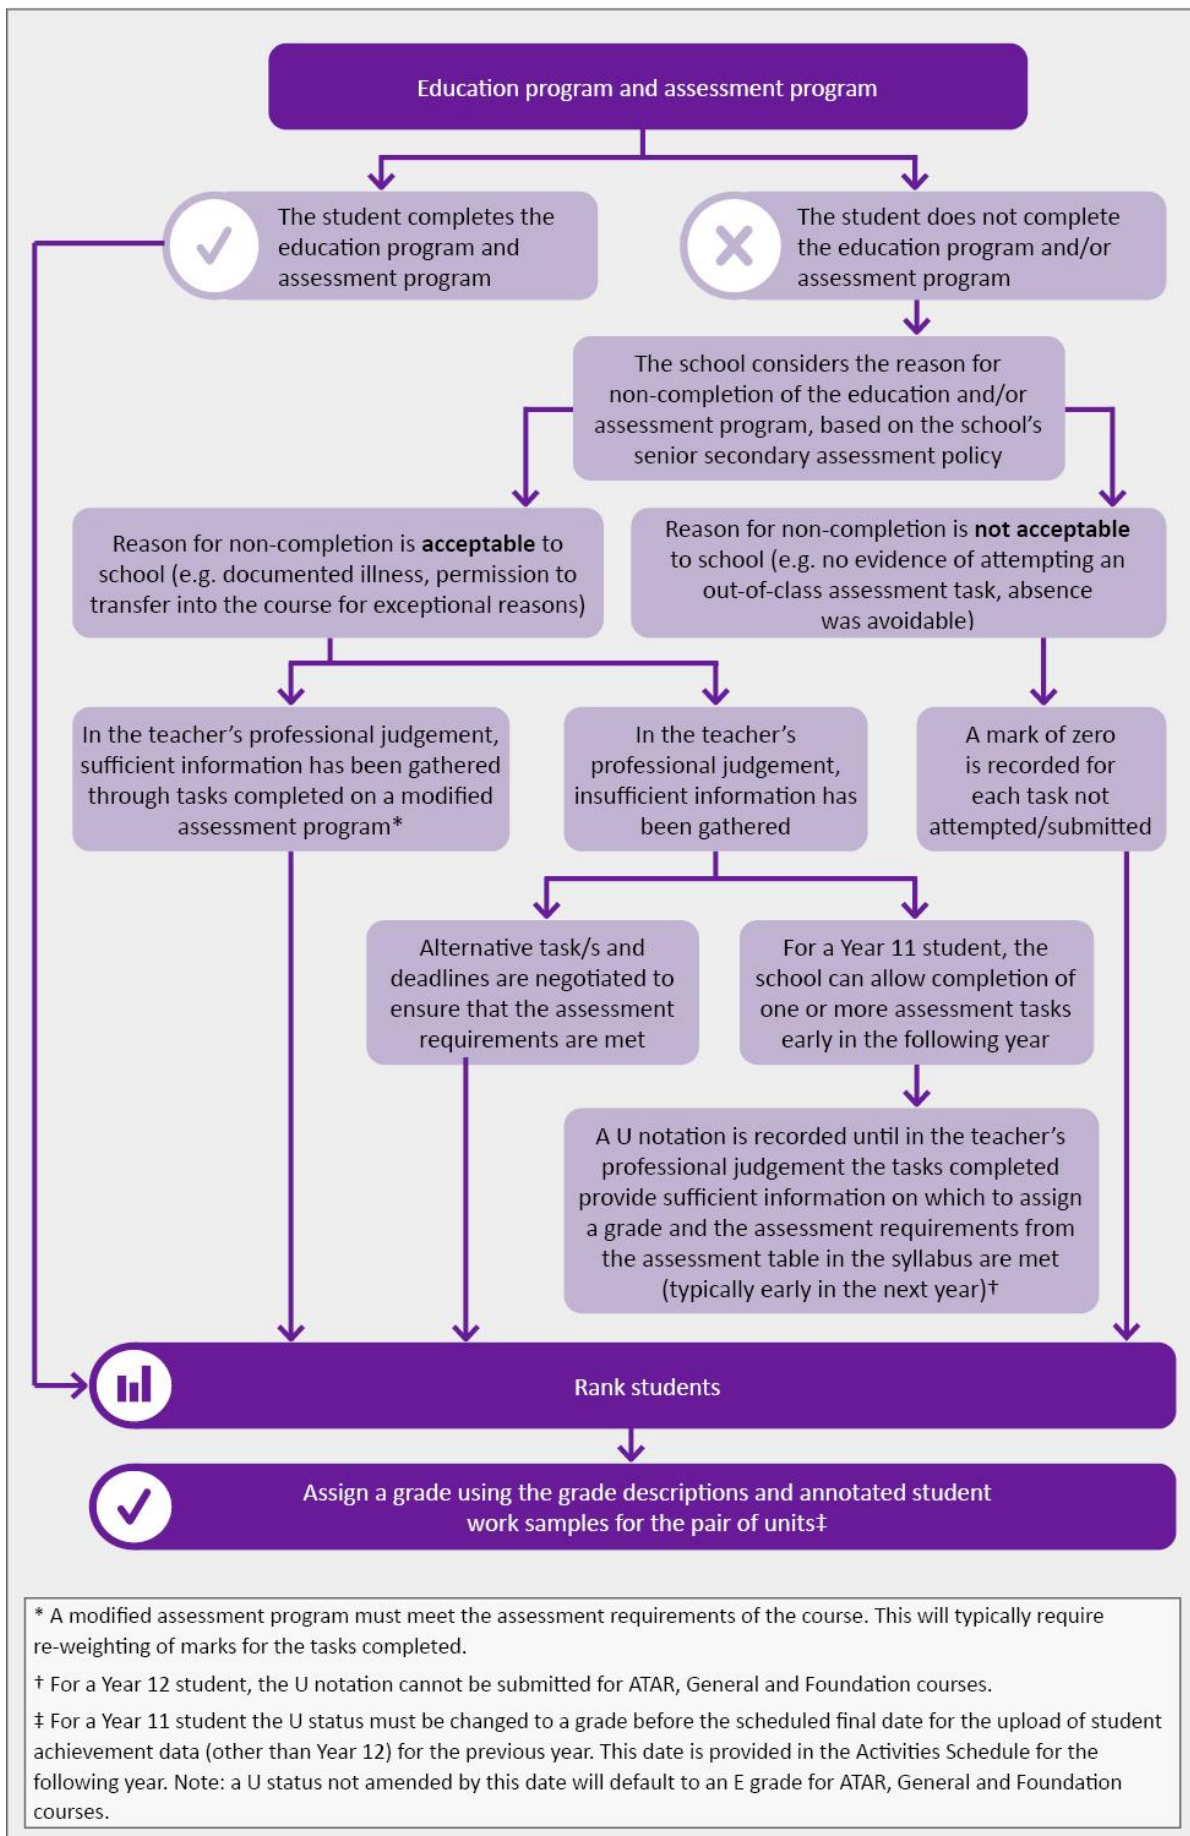 Education program and assessment program
The student completes the
education program and
assessment program
The student does not complete
the education program and/or
assessment program
The school considers the reason for
non-completion of the education and/or
assessment program, based on the school’s
senior secondary assessment policy
Reason for non-completion is acceptable to
school (e.g. documented illness, permission to
transfer into the course for exceptional reasons)
Reason for non-completion is not acceptable
to school (e.g. no evidence of attempting an
out-of-class assessment task, absence
was avoidable)
In the teacher’s professional judgement,
sufficient information has been gathered
through tasks completed on a modified
assessment program*
In the teacher’s
professional judgement,
insufficient information has
been gathered
A mark of zero
is recorded for
each task not
attempted/submitted
Alternative task/s and
deadlines are negotiated to
ensure that the assessment
requirements are met
For a Year 11 student, the
school can allow completion of
one or more assessment tasks
early in the following year
A U notation is recorded until in the teacher’s
professional judgement the tasks completed
provide sufficient information on which to assign
a grade and the assessment requirements from
the assessment table in the syllabus are met
(typically early in the next year)†
Rank students
Assign a grade using the grade descriptions and annotated student
work samples for the pair of units‡
* A modified assessment program must meet the assessment requirements of the course. This will typically require
re-weighting of marks for the tasks completed.
† For a Year 12 student, the U notation cannot be submitted for ATAR, General and Foundation courses.
‡ For a Year 11 student the U status must be changed to a grade before the scheduled final date for the upload of student
achievement data (other than Year 12) for the previous year. This date is provided in the Activities Schedule for the
following year. Note: a U status not amended by this date will default to an E grade for ATAR, General and Foundation
courses.